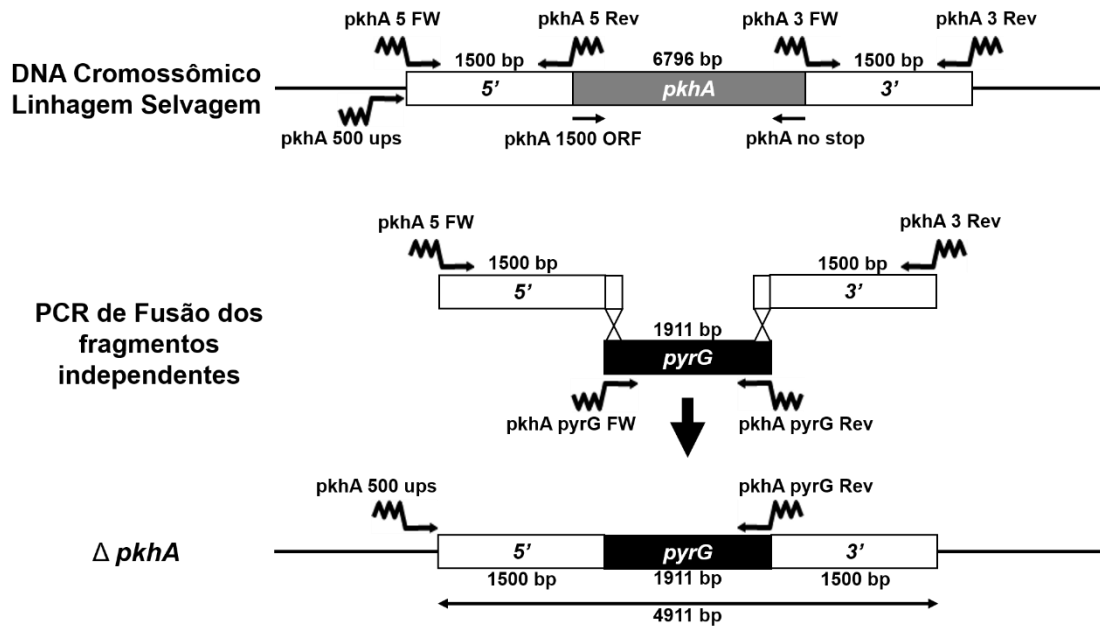 pkhA 5 FW
pkhA 5 Rev
pkhA 3 FW
pkhA 3 Rev
DNA Cromossômico
Linhagem Selvagem
1500 bp
6796 bp
1500 bp
5’
pkhA
3’
pkhA 500 ups
pkhA 1500 ORF
pkhA no stop
pkhA 5 FW
pkhA 3 Rev
1500 bp
1500 bp
5’
3’
PCR de Fusão dos
fragmentos
independentes
1911 bp
pyrG
pkhA pyrG FW
pkhA pyrG Rev
pkhA 500 ups
pkhA pyrG Rev
Δ pkhA
5’
pyrG
3’
1500 bp
1911 bp
1500 bp
4911 bp